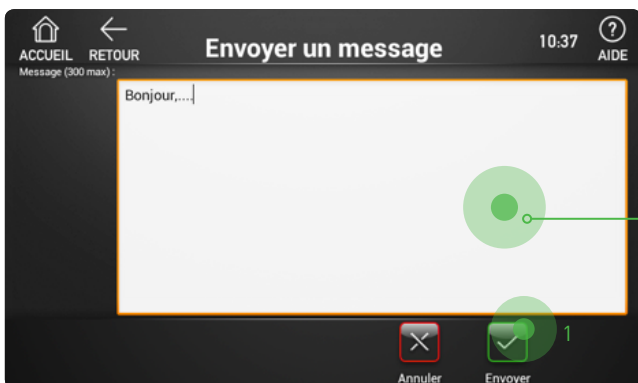 ACCUEIL RETOUR Envoyer un message 10:37 AIDE
Message (300 max) :
Bonjour,....
1
Annuler Envoyer